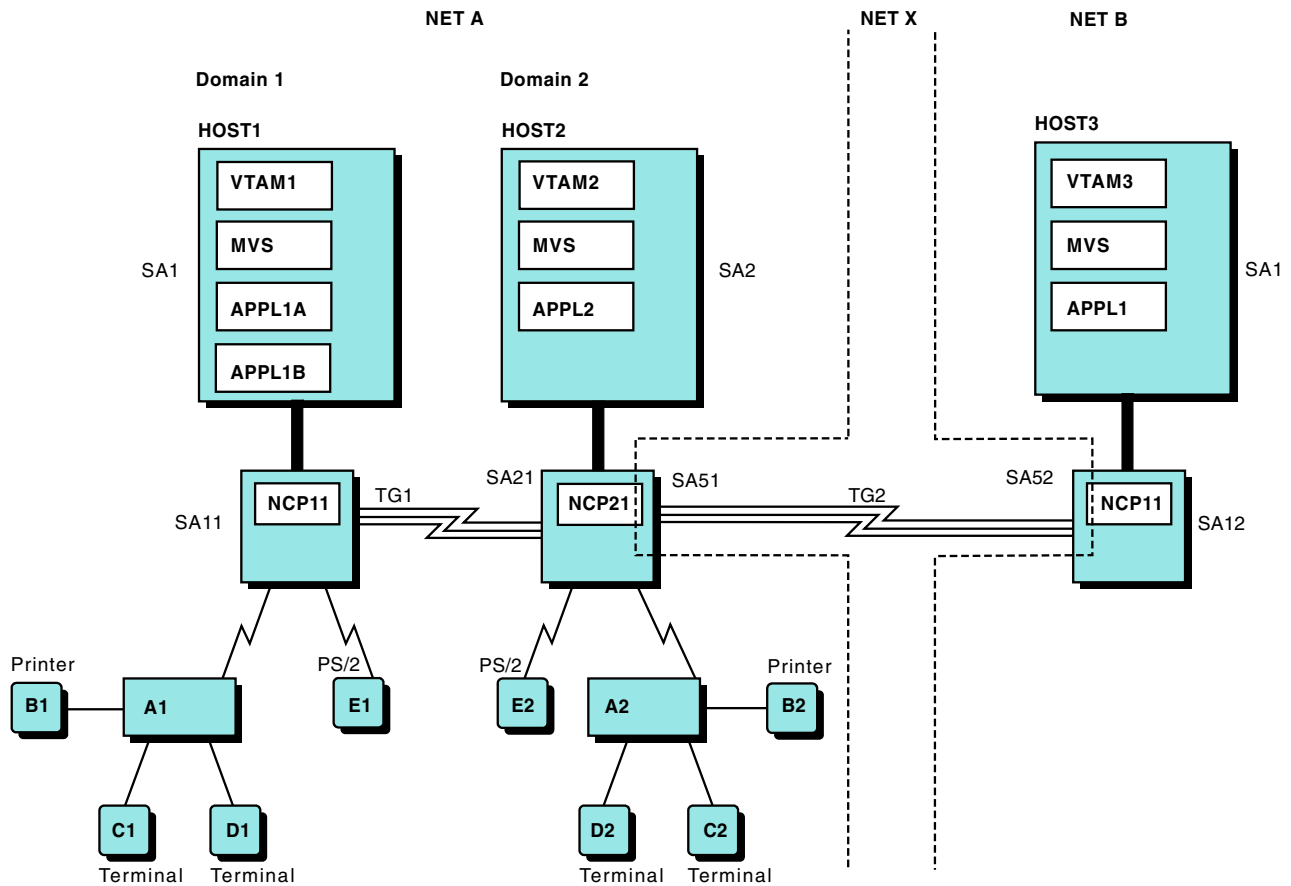 NET A
NET X
NET B
Domain 1
Domain 2
HOST1
HOST2
HOST3
VTAM1
MVS
APPL1A
APPL1B
SA1
VTAM2
MVS
APPL2
SA2
VTAM3
MVS
APPL1
SA1
NCP11
SA11
TG1
SA21
NCP21
SA51
TG2
SA52
NCP11
SA12
Printer
B1
A1
PS/2
E1
PS/2
E2
A2
Printer
B2
C1
Terminal
D1
Terminal
D2
Terminal
C2
Terminal